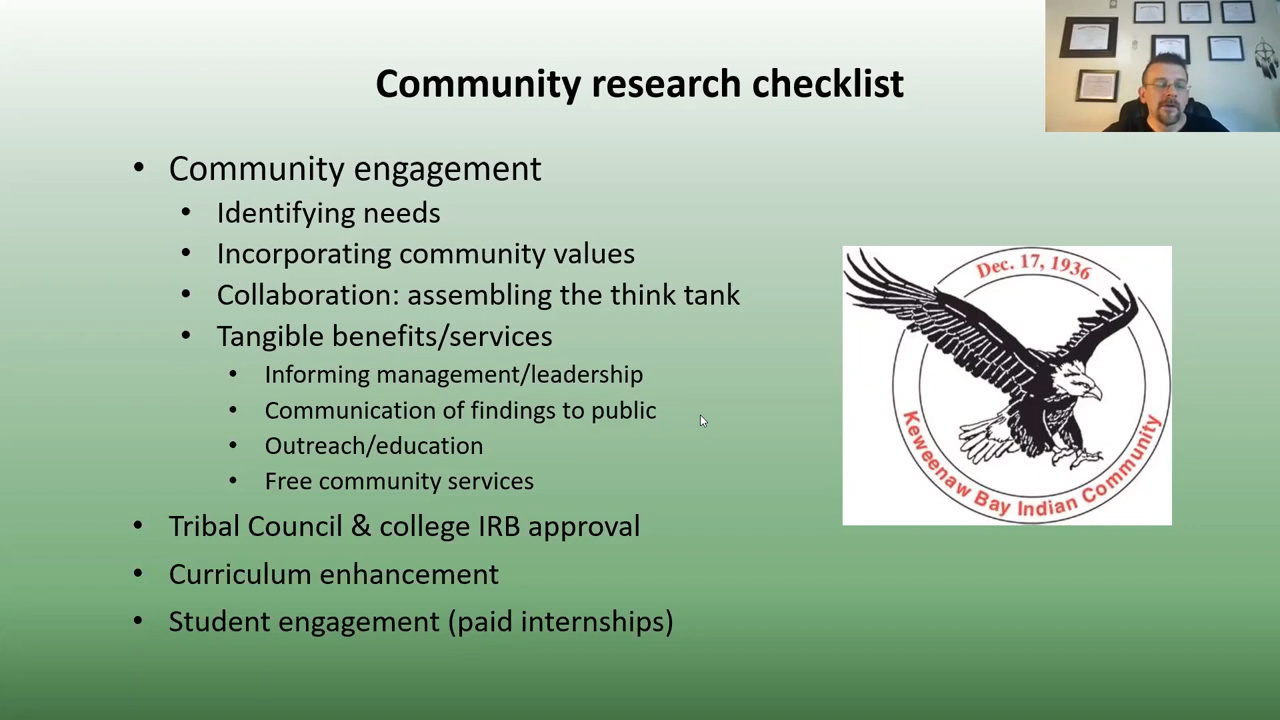 Community research checklist
• Community engagement
• Identifying needs
• Incorporating community values
• Collaboration: assembling the think tank
• Tangible benefits/services
• Informing management/leadership
• Communication of findings to public
• Outreach/education
• Free community services
• Tribal Council & college IRB approval
• Curriculum enhancement
• Student engagement (paid internships)
Dec. 17, 1936
Keweenaw Bay Indian Community